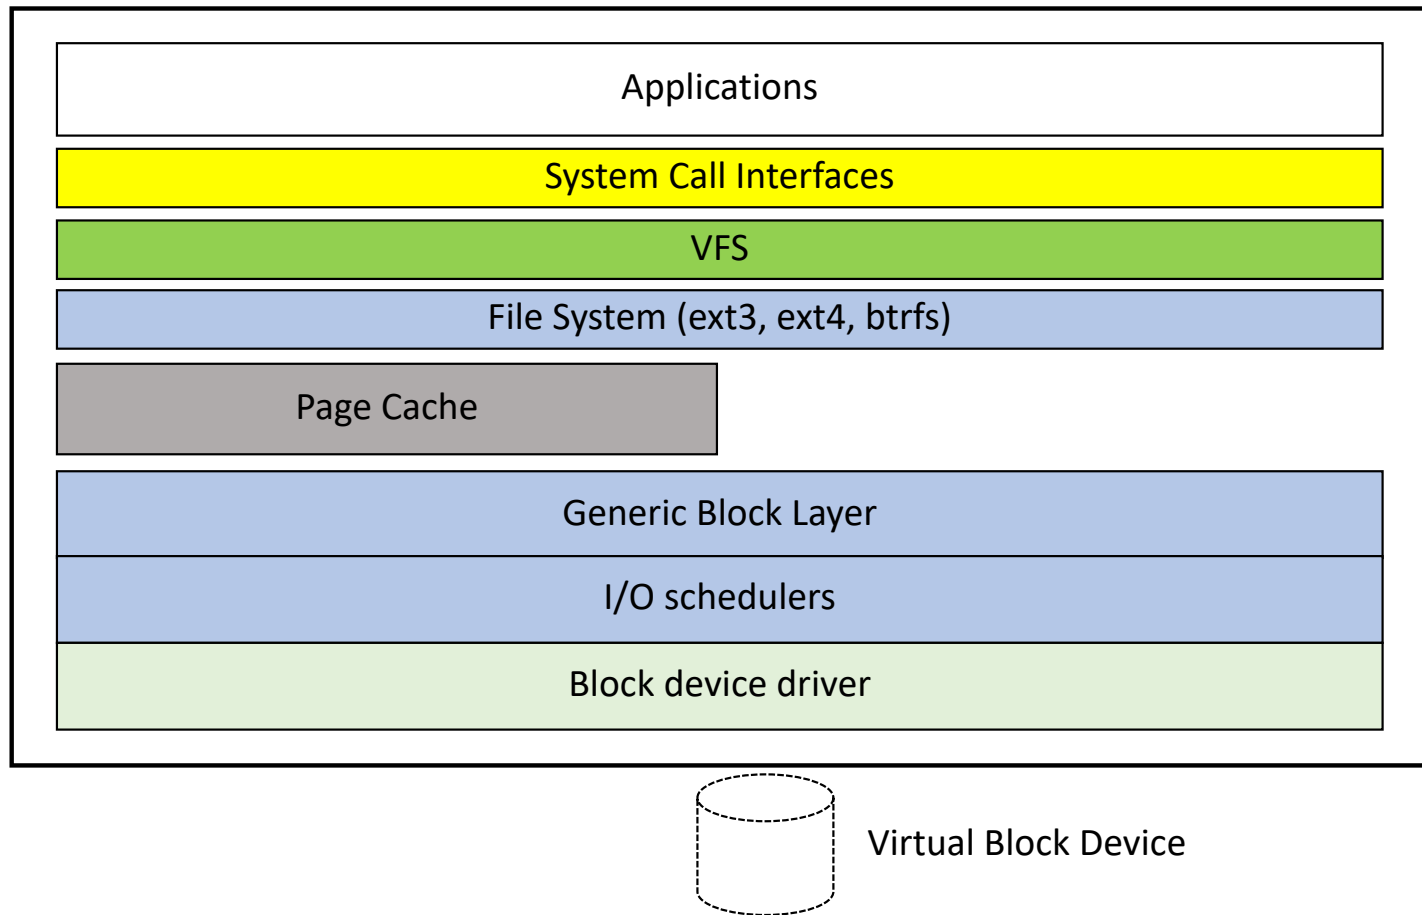 Applications
System Call Interfaces
VFS
File System (ext3, ext4, btrfs)
Page Cache
Generic Block Layer
I/O schedulers
Block device driver
Virtual Block Device